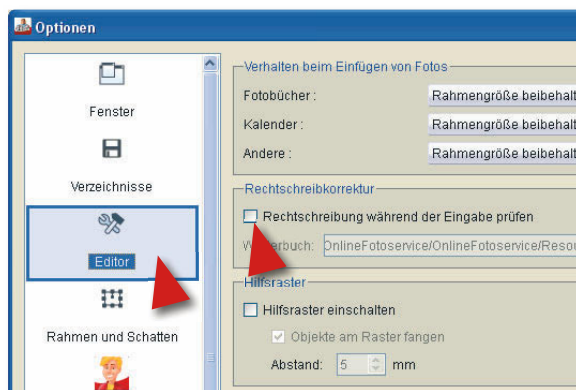 Optionen
Fenster
Verzeichnisse
Editor
Rahmen und Schatten
Verhalten beim Einfügen von Fotos
Fotobücher : Rahmengröße beibehalt
Kalender : Rahmengröße beibehalt
Andere : Rahmengröße beibehalt
Rechtschreibkorrektur
Rechtschreibung während der Eingabe prüfen
OnlineFotoservice/OnlineFotoservice/Resou
Hilfsraster
Hilfsraster einschalten
Objekte am Raster fangen
Abstand: 5 mm